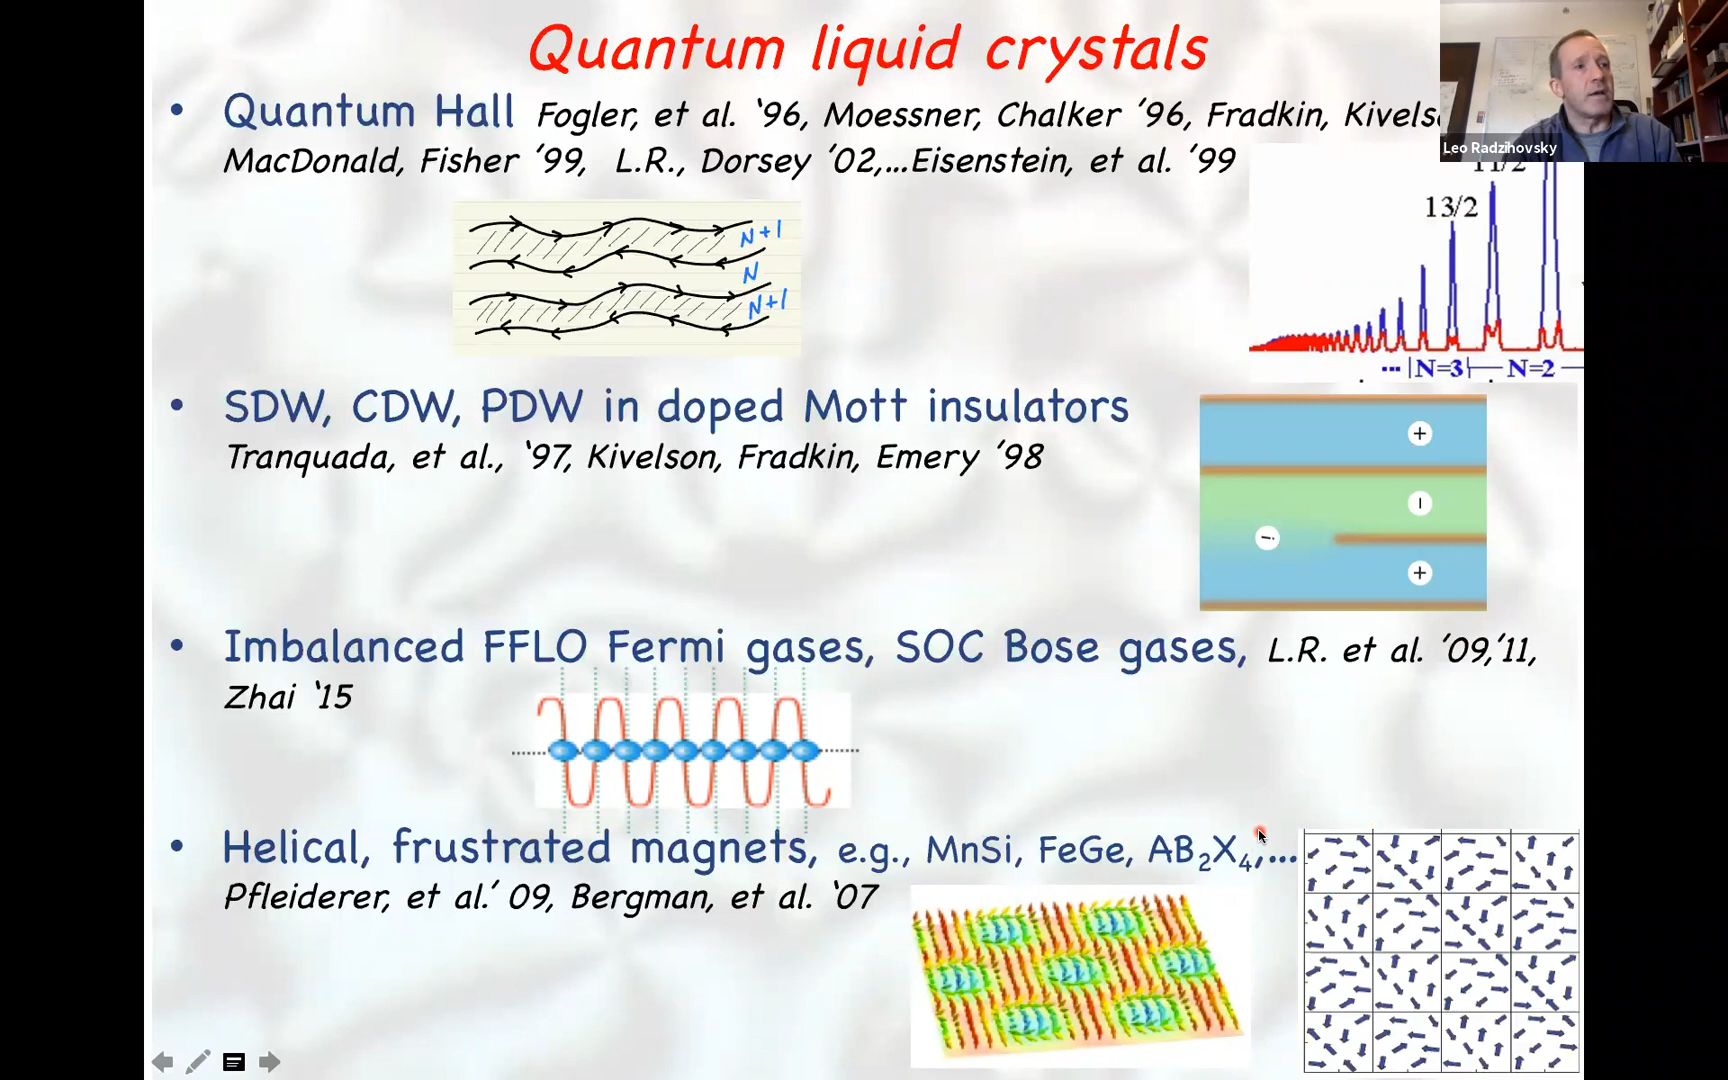 Quantum liquid crystals
• Quantum Hall Fogler, et al. ‘96, Moessner, Chalker ’96, Fradkin,
MacDonald, Fisher ’99, L.R., Dorsey ’02,...Eisenstein, et al. ’99
Leo Radzihovsky
11/2
13/2
N+1
N
N+1
... |N=3 N=2
• SDW, CDW, PDW in doped Mott insulators
Tranquada, et al., ‘97, Kivelson, Fradkin, Emery ’98
+
−
−
+
• Imbalanced FFLO Fermi gases, SOC Bose gases, L.R. et al. ’09,’11,
Zhai ‘15
• Helical, frustrated magnets, e.g., MnSi, FeGe, AB₂X₄,...
Pfleiderer, et al.’ 09, Bergman, et al. ‘07